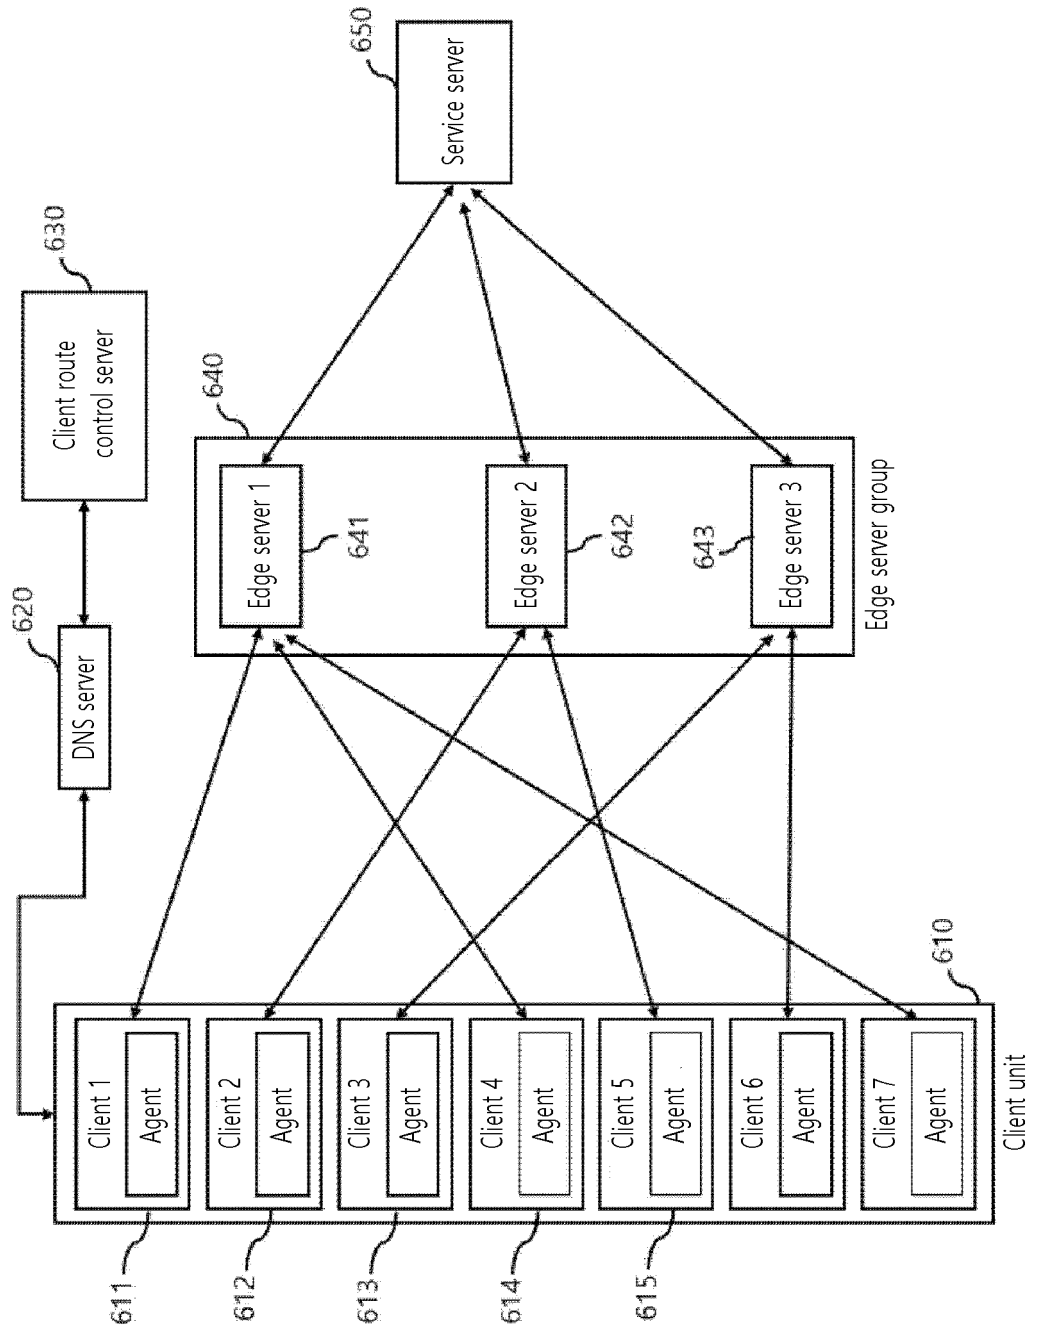 620
DNS server
630
Client route
control server
610
Client unit
611
Client 1
Agent
612
Client 2
Agent
613
Client 3
Agent
614
Client 4
Agent
615
Client 5
Agent
Client 6
Agent
Client 7
Agent
640
Edge server group
Edge server 1
641
Edge server 2
642
Edge server 3
643
650
Service server